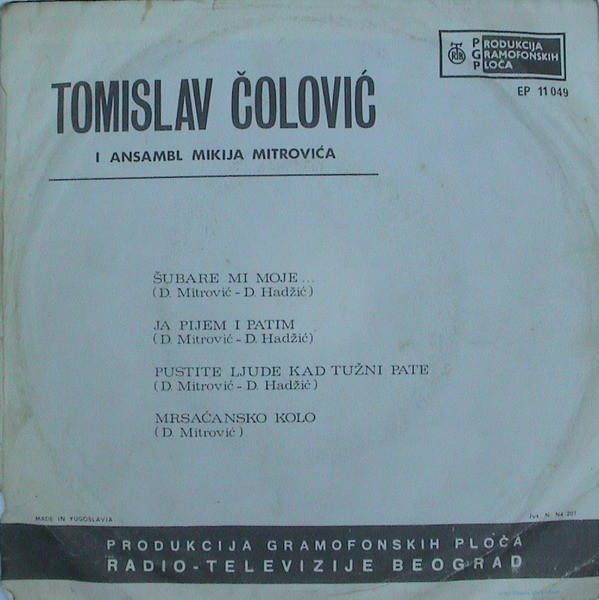 PGP
PRODUKCIJA
GRAMOFONSKIH
PLOČA
RTB
EP 11 049
TOMISLAV ČOLOVIĆ
I ANSAMBL MIKIJA MITROVIĆA
ŠUBARE MI MOJE...
(D. Mitrović - D. Hadžić)
JA PIJEM I PATIM
(D. Mitrović - D. Hadžić)
PUSTITE LJUDE KAD TUŽNI PATE
(D. Mitrović - D. Hadžić)
MRSAĆANSKO KOLO
(D. Mitrović)
MADE IN YUGOSLAVIA
PRODUKCIJA GRAMOFONSKIH PLOČA
RADIO-TELEVIZIJE BEOGRAD